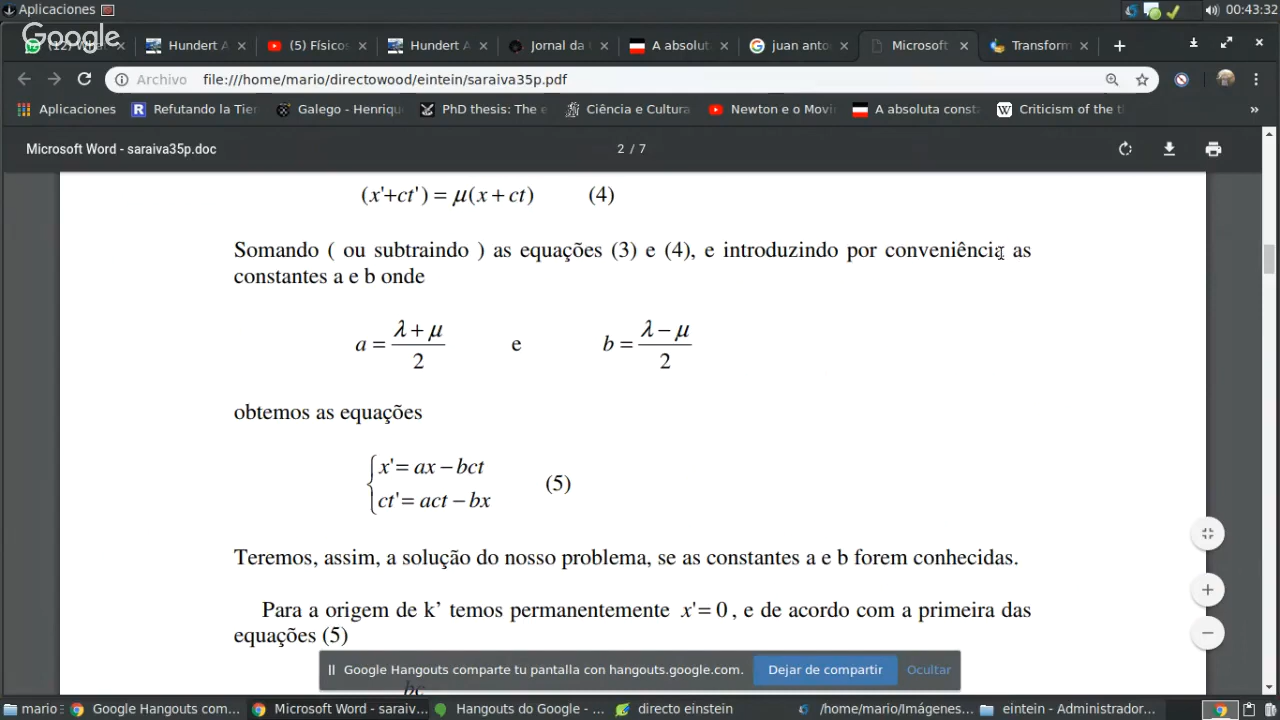 Aplicaciones
00:43:32
Google
Hundert A
(5) Físicos
Hundert A
Jornal da
A absolut
juan anto
Microsoft
Transform
Archivo
file:///home/mario/directowood/eintein/saraiva35p.pdf
Aplicaciones
Refutando la Tier
Galego - Henriqu
PhD thesis: The e
Ciência e Cultura
Newton e o Movi
A absoluta consta
Criticism of the t
»
Microsoft Word - saraiva35p.doc
2 / 7
(x'+ct') = μ(x + ct) (4)
Somando ( ou subtraindo ) as equações (3) e (4), e introduzindo por conveniência as
constantes a e b onde
a = (λ + μ)/2 e b = (λ − μ)/2
obtemos as equações
x'= ax − bct
ct'= act − bx (5)
Teremos, assim, a solução do nosso problema, se as constantes a e b forem conhecidas.
Para a origem de k’ temos permanentemente x'= 0 , e de acordo com a primeira das
equações (5)
Google Hangouts comparte tu pantalla con hangouts.google.com.
Dejar de compartir
Ocultar
bc
mario
Google Hangouts com...
Microsoft Word - saraiv...
Hangouts do Google - ...
directo einstein
/home/mario/Imágenes...
eintein - Administrador...